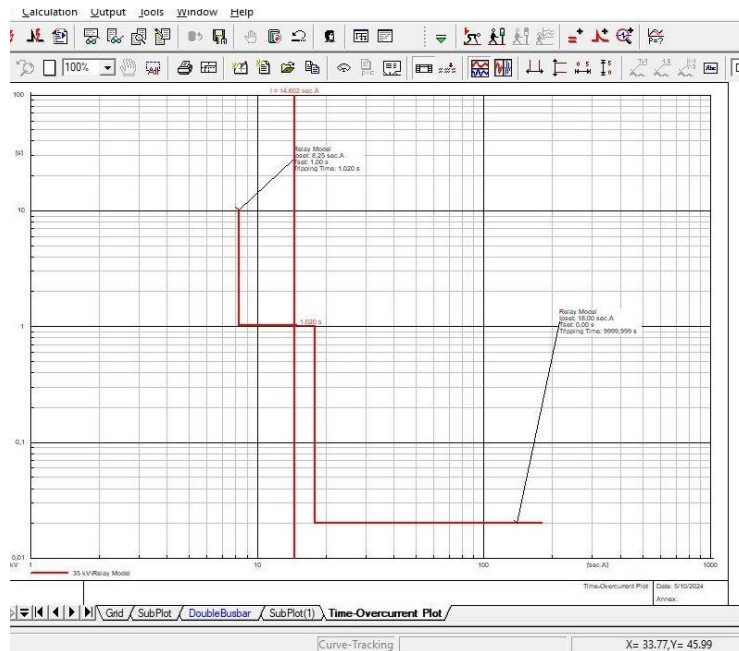 Calculation Output Tools Window Help
100%
Abc
I = 14.602 sec.A
100
[s]
Relay Model
Ipset: 8,25 sec.A
Tset: 1,00 s
Tripping Time: 1,020 s
10
Relay Model
Ipset: 18,00 sec.A
Tset: 0,00 s
Tripping Time: 9999,999 s
1.020 s
1
0,1
0,01
kV 1 10 100 [sec.A] 1000
35 kV\Relay Model
Time-Overcurrent Plot Date: 5/10/2024
Annex:
Grid SubPlot DoubleBusbar SubPlot(1) Time-Overcurrent Plot
Curve-Tracking X= 33.77,Y= 45.99